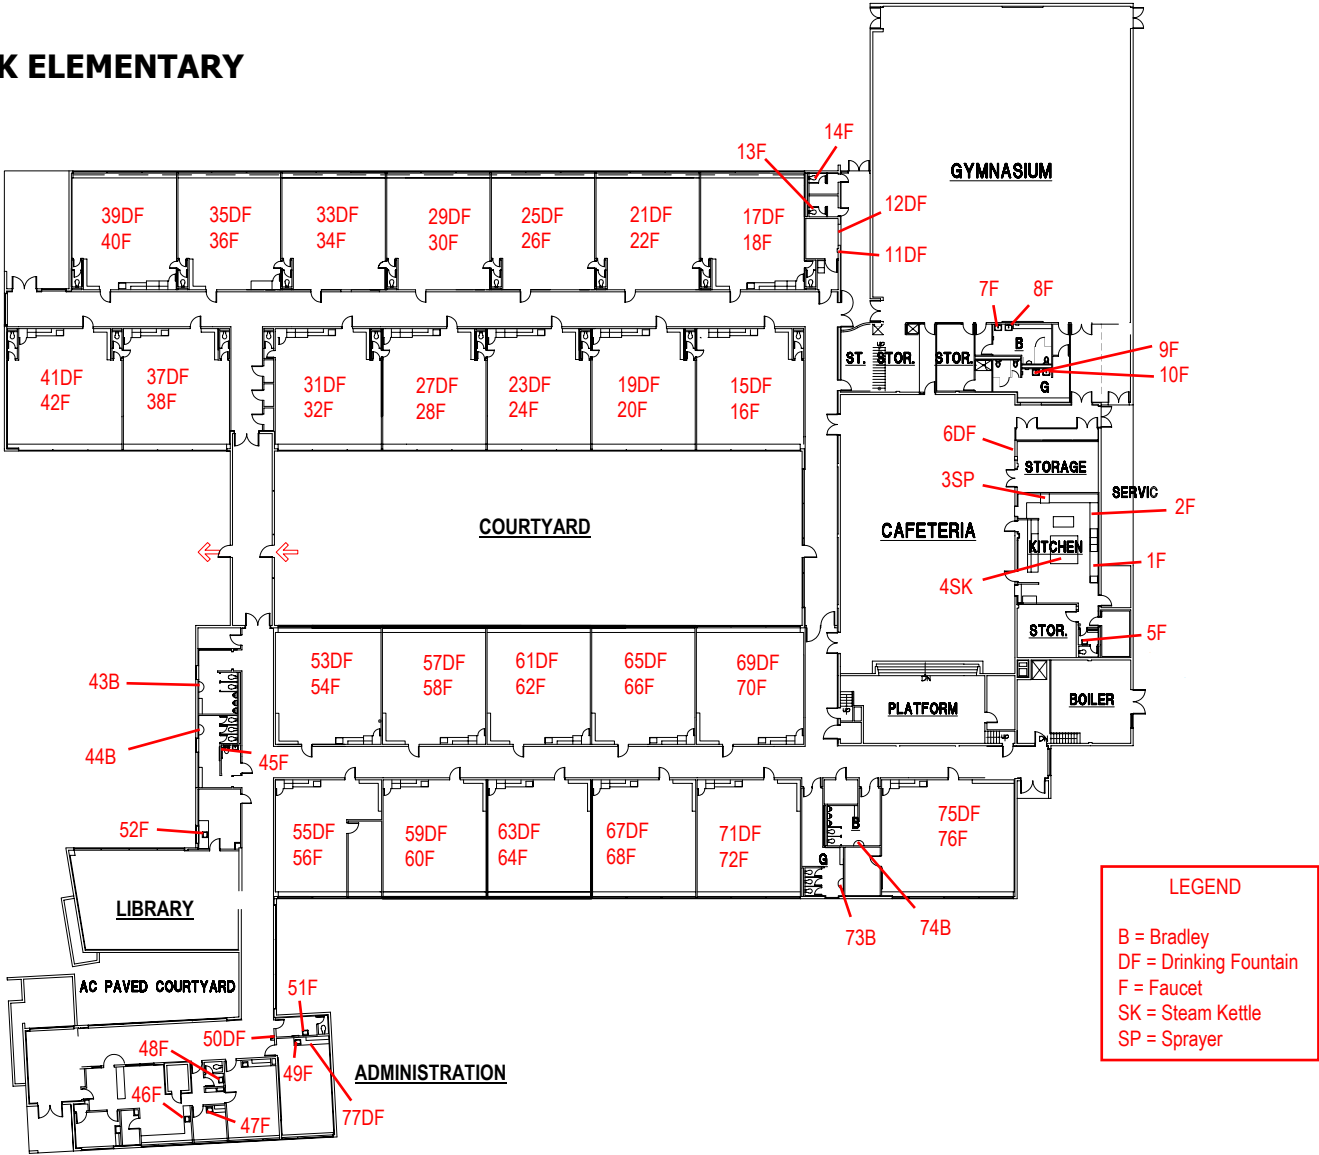 K ELEMENTARY
14F
13F
GYMNASIUM
12DF
11DF
39DF
40F
35DF
36F
33DF
34F
29DF
30F
25DF
26F
21DF
22F
17DF
18F
7F
8F
B
9F
10F
G
ST.
STOR.
STOR.
41DF
42F
37DF
38F
31DF
32F
27DF
28F
23DF
24F
19DF
20F
15DF
16F
6DF
STORAGE
3SP
SERVIC
2F
COURTYARD
CAFETERIA
KITCHEN
1F
4SK
STOR.
5F
53DF
54F
57DF
58F
61DF
62F
65DF
66F
69DF
70F
43B
44B
45F
DN
PLATFORM
BOILER
52F
55DF
56F
59DF
60F
63DF
64F
67DF
68F
71DF
72F
B
G
75DF
76F
73B
74B
LIBRARY
AC PAVED COURTYARD
51F
50DF
48F
49F
46F
47F
77DF
ADMINISTRATION
LEGEND
B = Bradley
DF = Drinking Fountain
F = Faucet
SK = Steam Kettle
SP = Sprayer